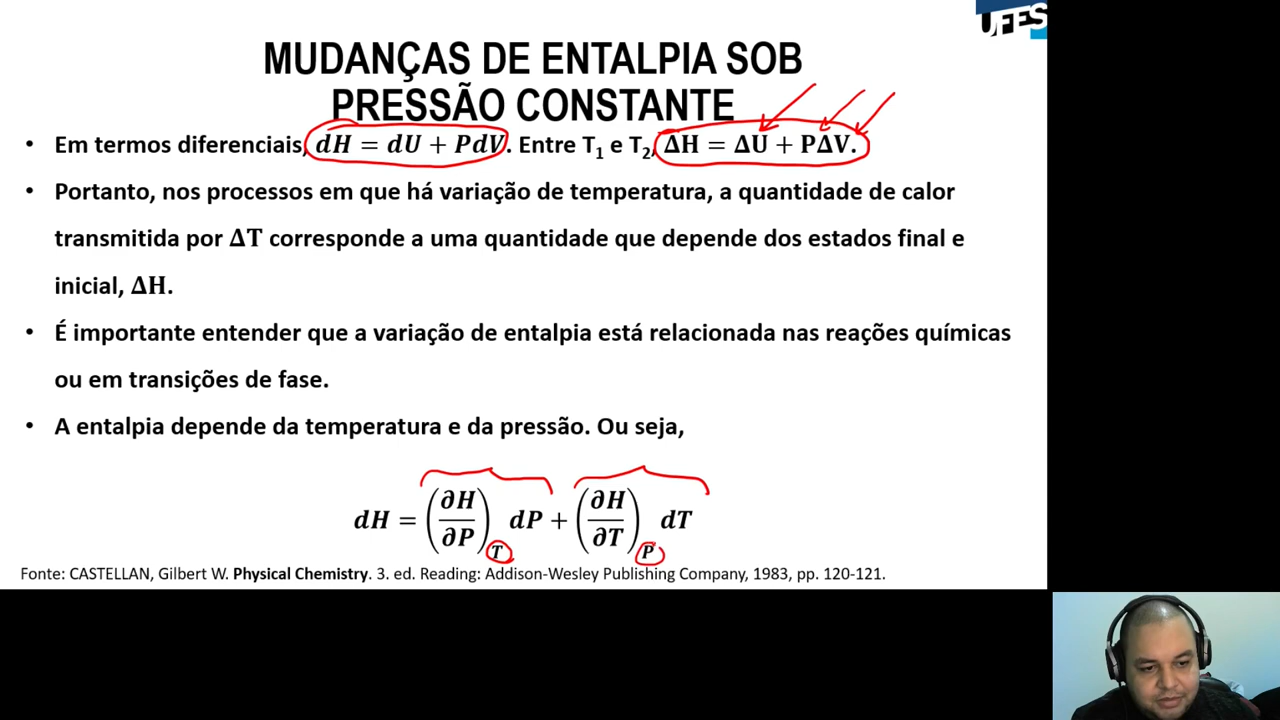 UFES
MUDANÇAS DE ENTALPIA SOB
PRESSÃO CONSTANTE
• Em termos diferenciais, dH = dU + PdV. Entre T₁ e T₂, ΔH = ΔU + PΔV.
• Portanto, nos processos em que há variação de temperatura, a quantidade de calor
transmitida por ΔT corresponde a uma quantidade que depende dos estados final e
inicial, ΔH.
• É importante entender que a variação de entalpia está relacionada nas reações químicas
ou em transições de fase.
• A entalpia depende da temperatura e da pressão. Ou seja,
dH = (∂H/∂P)_T dP + (∂H/∂T)_P dT
Fonte: CASTELLAN, Gilbert W. Physical Chemistry. 3. ed. Reading: Addison-Wesley Publishing Company, 1983, pp. 120-121.